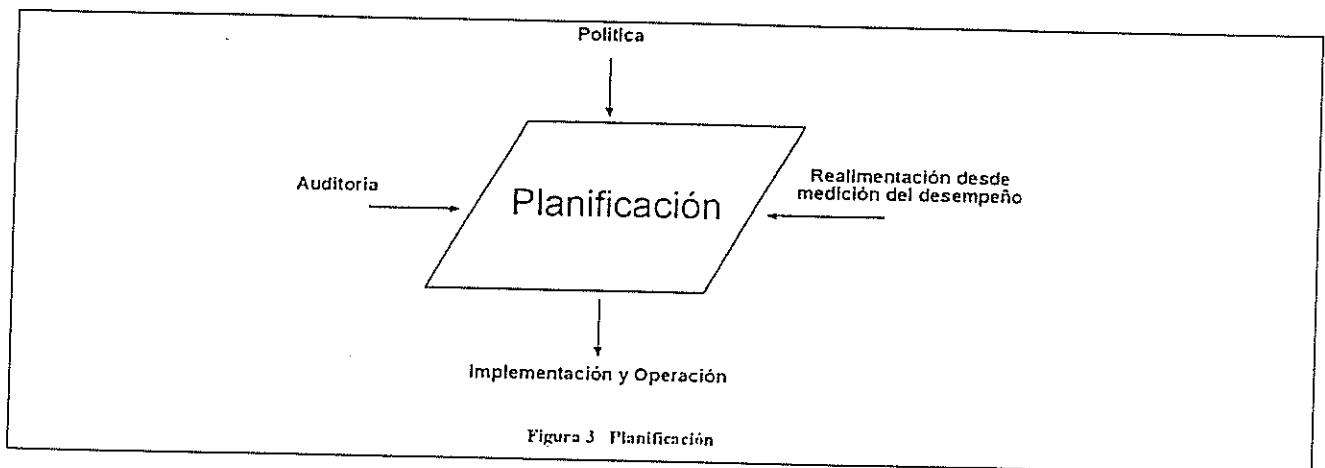 Politica
Auditoria
Planificación
Realimentación desde
medición del desempeño
Implementación y Operación
Figura 3 Planificación